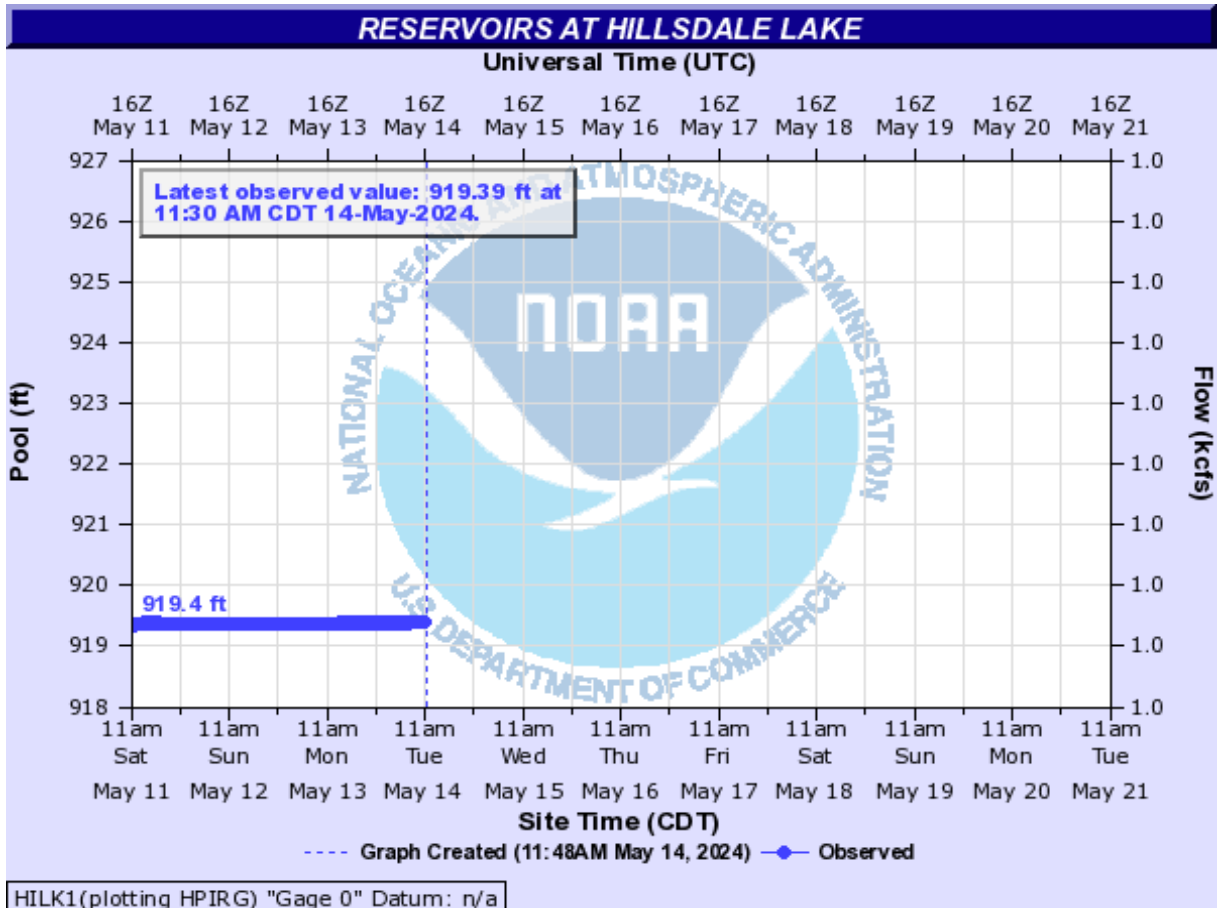 RESERVOIRS AT HILLSDALE LAKE
Universal Time (UTC)
16Z 16Z 16Z 16Z 16Z 16Z 16Z 16Z 16Z 16Z 16Z
May 11 May 12 May 13 May 14 May 15 May 16 May 17 May 18 May 19 May 20 May 21
Latest observed value: 919.39 ft at
11:30 AM CDT 14-May-2024.
927 1.0
926 1.0
925 1.0
924 1.0
923 1.0
922 1.0
921 1.0
920 1.0
919 1.0
918 1.0
Pool (ft)
Flow (kcfs)
NATIONAL OCEANIC AND ATMOSPHERIC ADMINISTRATION
NOAA
U.S. DEPARTMENT OF COMMERCE
919.4 ft
11am 11am 11am 11am 11am 11am 11am 11am 11am 11am 11am
Sat Sun Mon Tue Wed Thu Fri Sat Sun Mon Tue
May 11 May 12 May 13 May 14 May 15 May 16 May 17 May 18 May 19 May 20 May 21
Site Time (CDT)
Graph Created (11:48AM May 14, 2024) Observed
HILK1(plotting HPIRG) "Gage 0" Datum: n/a